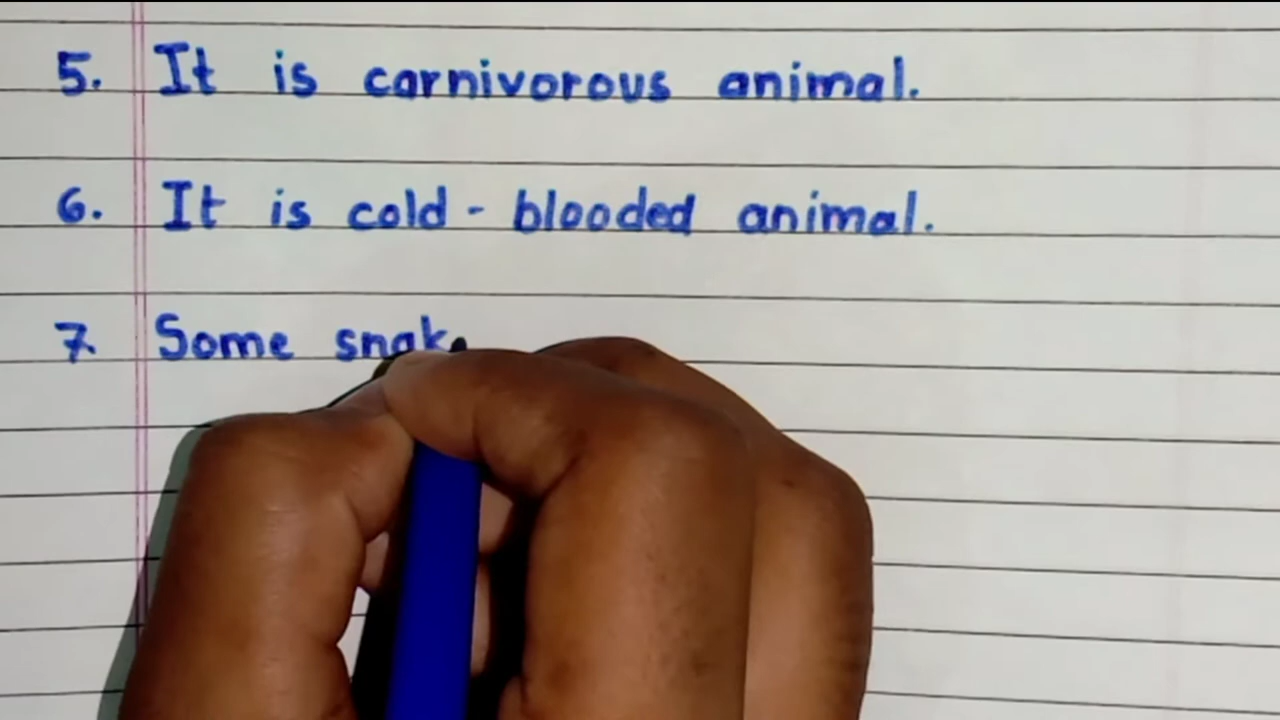 5. It is carnivorous animal.
6. It is cold - blooded animal.
7. Some snak